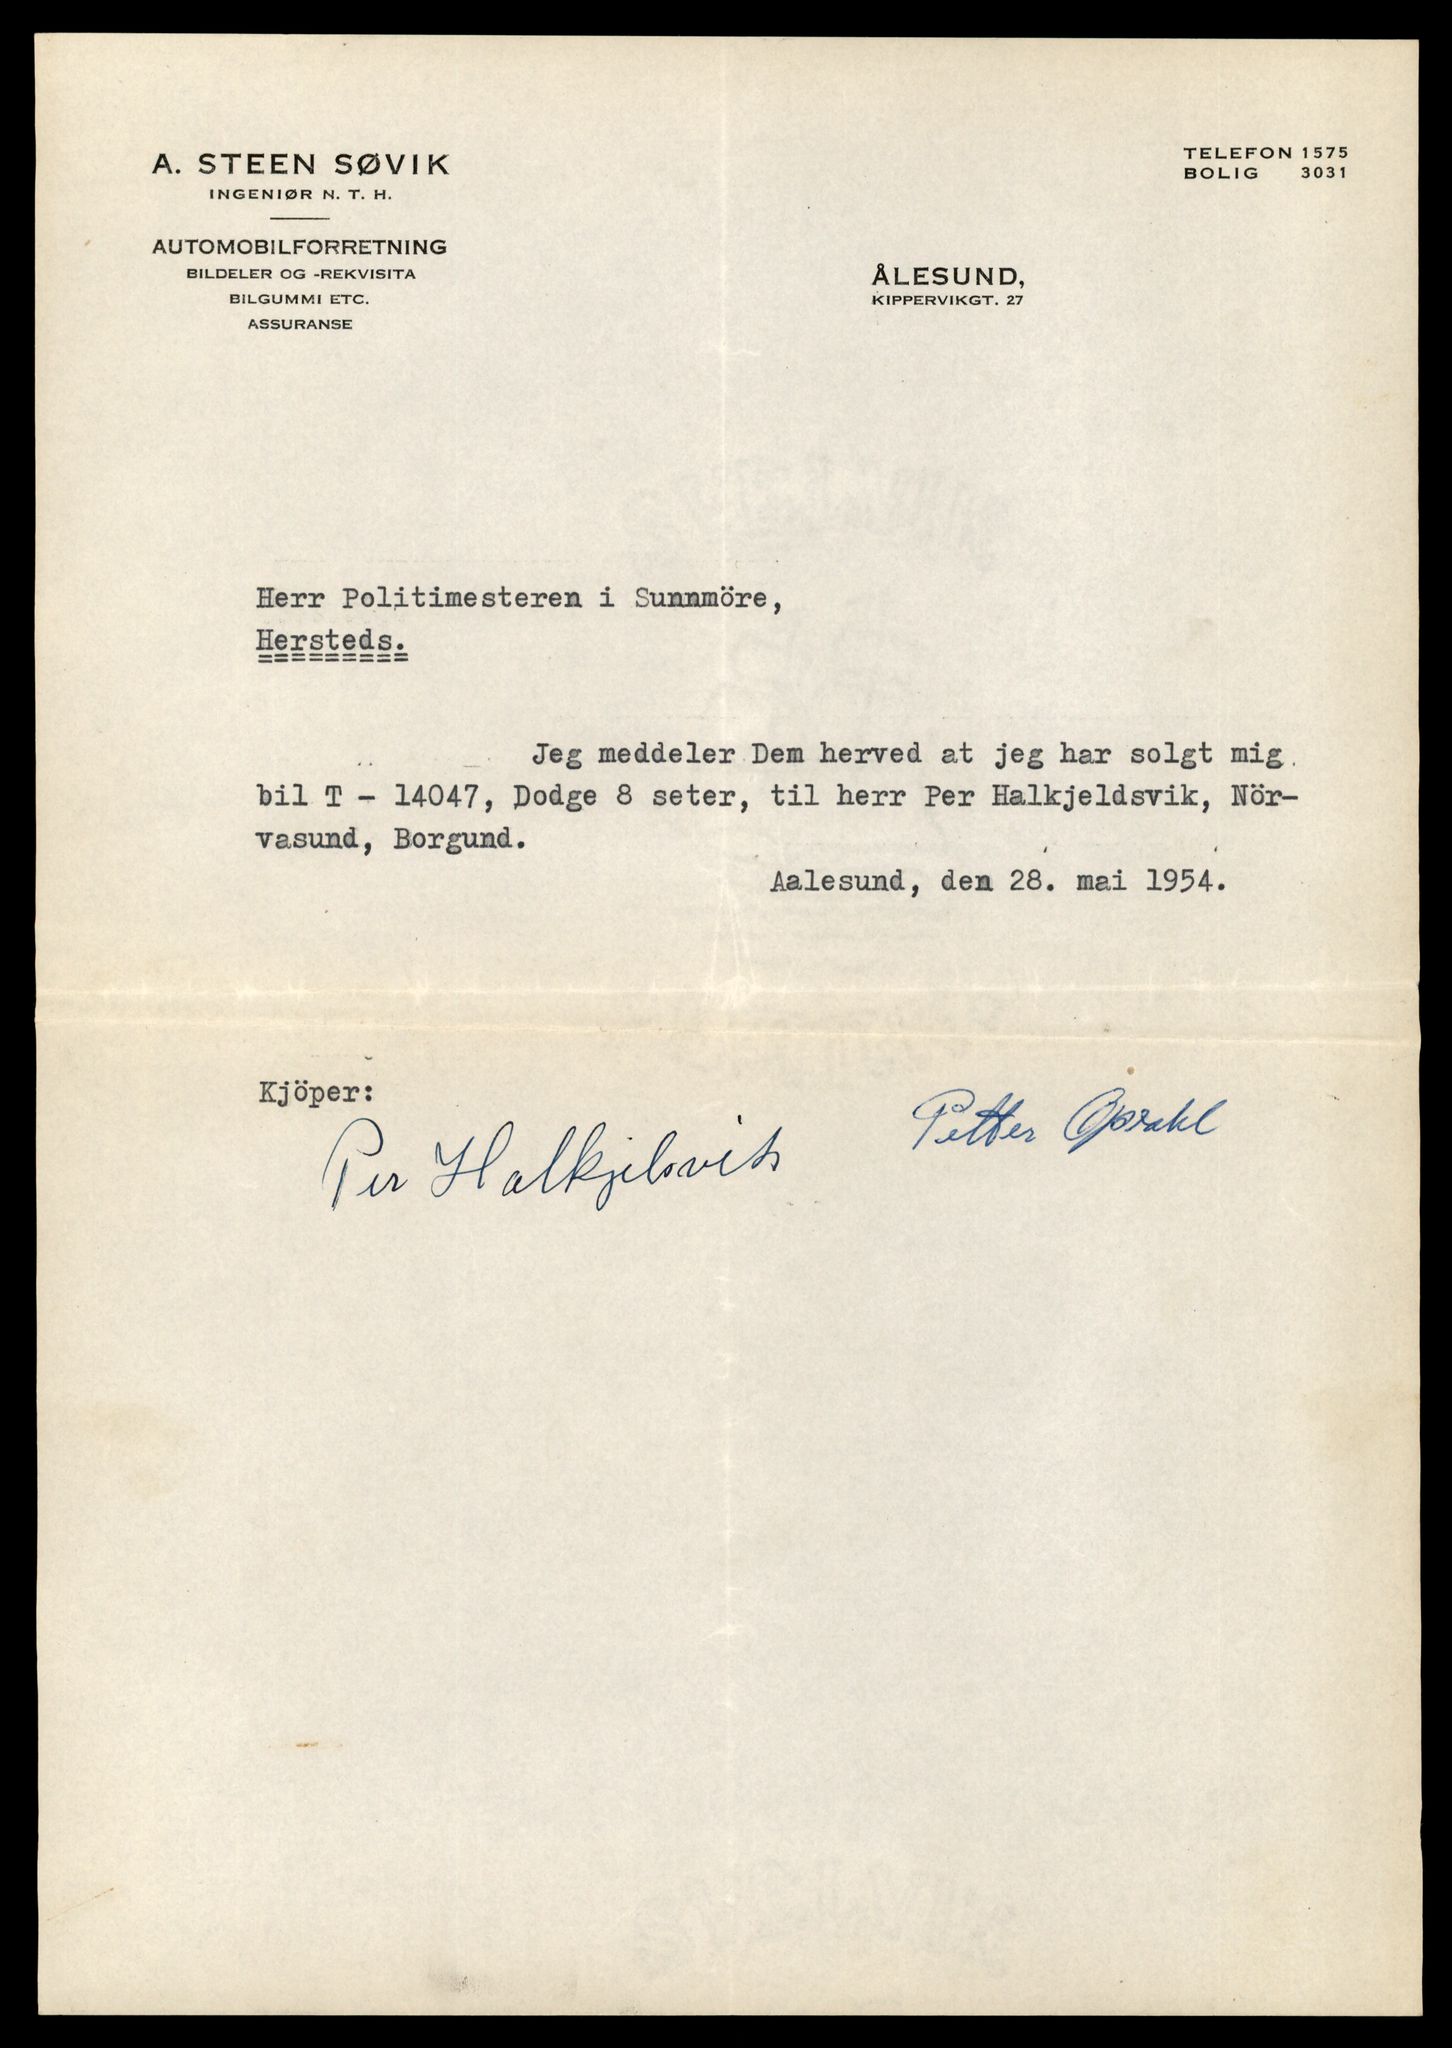 A. STEEN SØVIK
INGENIØR N. T. H.
AUTOMOBILFORRETNING
BILDELER OG -REKVISITA
BILGUMMI ETC.
ASSURANSE
TELEFON 1575
BOLIG 3031
ÅLESUND,
KIPPERVIKGT. 27
Herr Politimesteren i Sunnmöre,
Hersteds.
=========
Jeg meddeler Dem herved at jeg har solgt mig
bil T - 14047, Dodge 8 seter, til herr Per Halkjeldsvik, Nör-
vasund, Borgund.
Aalesund, den 28. mai 1954.
Kjöper:
Per Halkjelsvik
Petter Opsahl